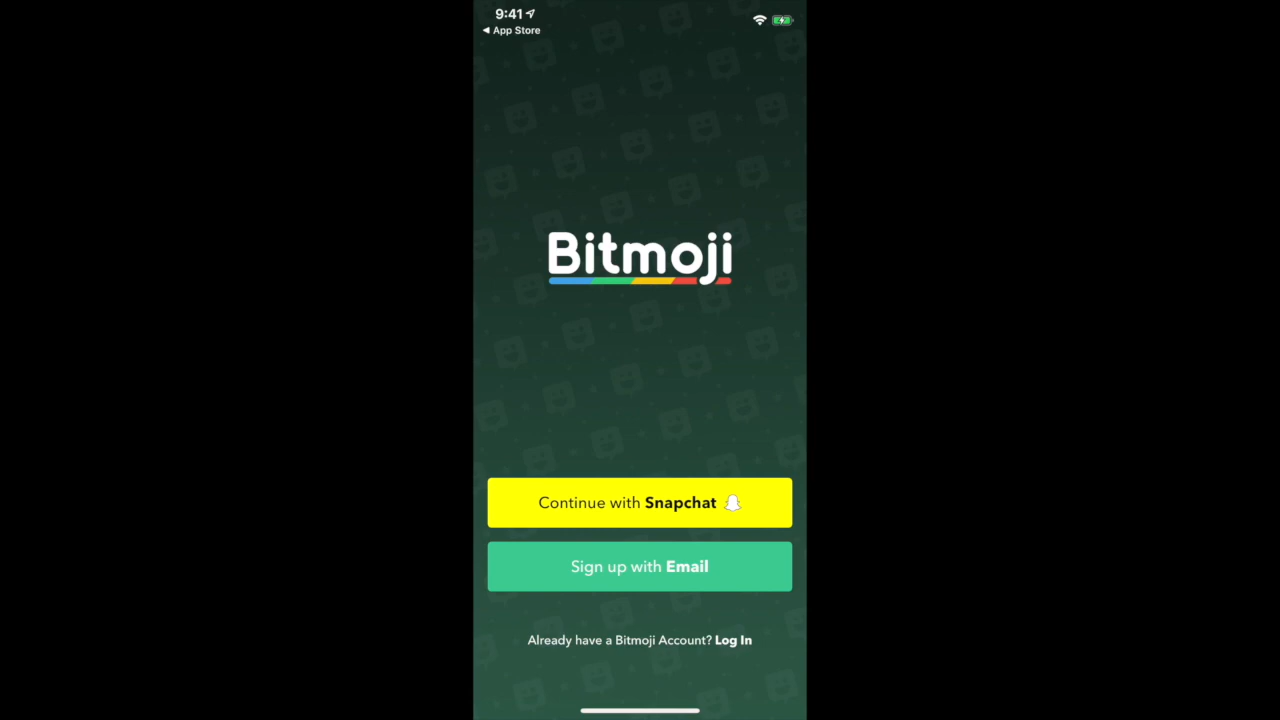 9:41
App Store
Bitmoji
Continue with Snapchat
Sign up with Email
Already have a Bitmoji Account? Log In